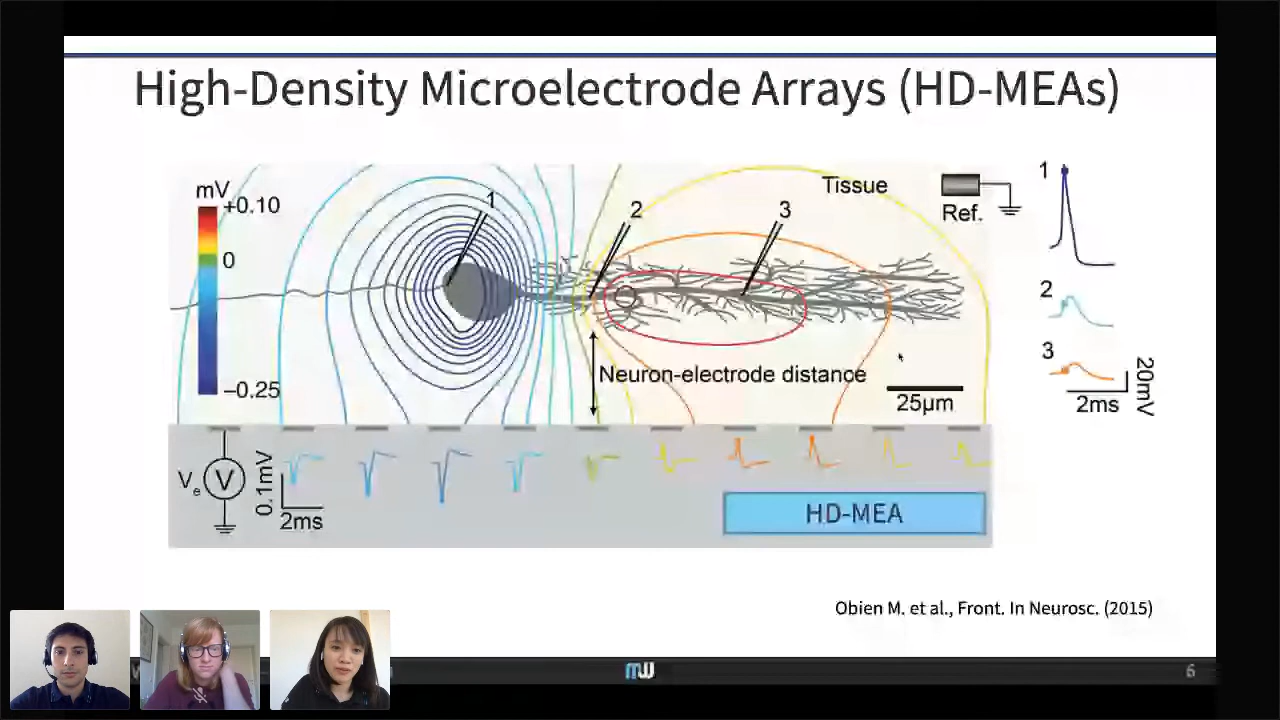 High-Density Microelectrode Arrays (HD-MEAs)
mV
+0.10
0
−0.25
1
2
3
Tissue
Ref.
Neuron-electrode distance
25µm
Ve
V
0.1mV
2ms
HD-MEA
1
2
3
20mV
2ms
Obien M. et al., Front. In Neurosc. (2015)
mw
6